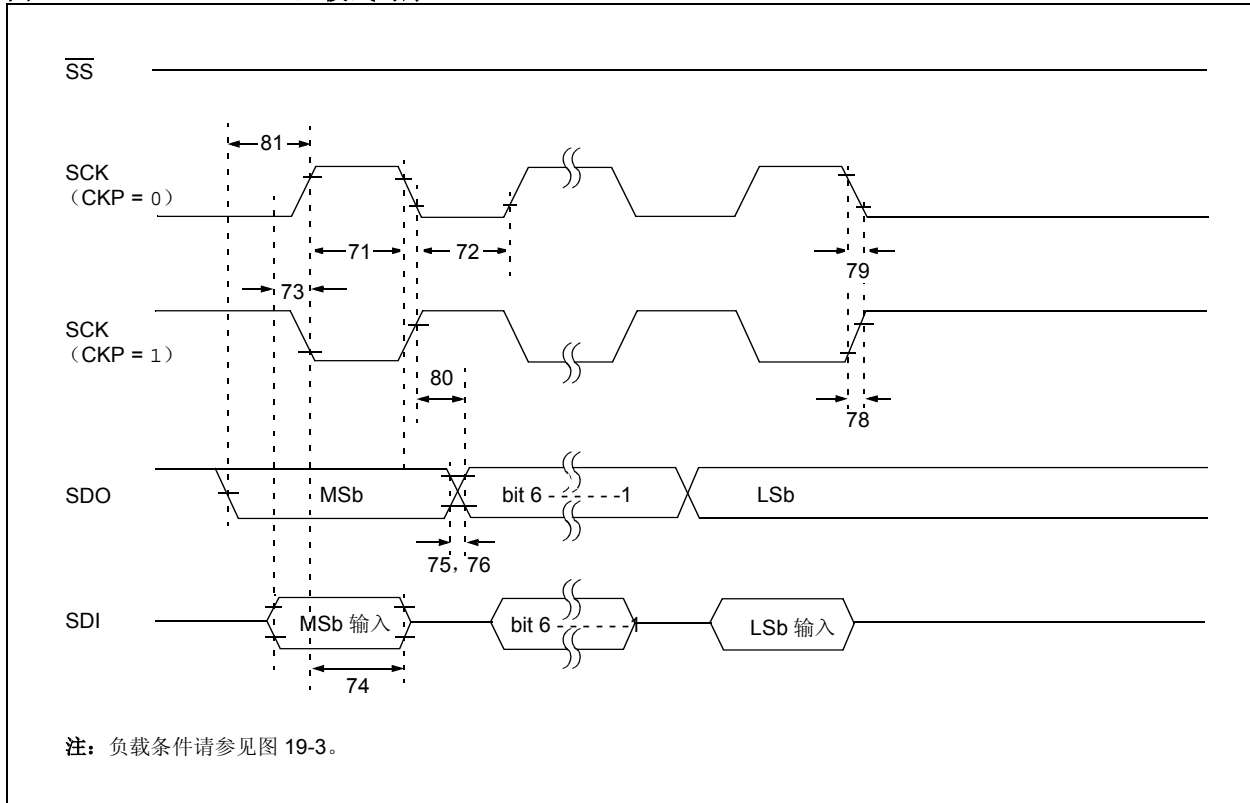 SS
81
SCK
（CKP = 0）
71
72
79
73
SCK
（CKP = 1）
80
78
SDO
MSb
bit 6 - - - - - -1
LSb
75，76
SDI
MSb 输入
bit 6 - - - - - -1
LSb 输入
74
注：负载条件请参见图 19-3。